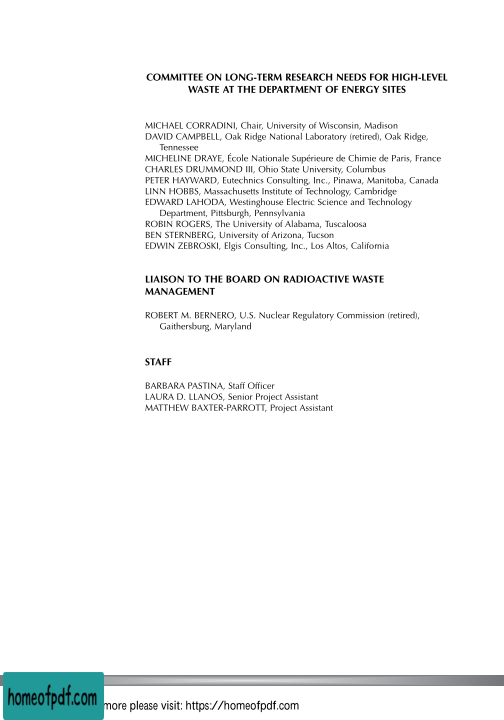 COMMITTEE ON LONG-TERM RESEARCH NEEDS FOR HIGH-LEVEL
WASTE AT THE DEPARTMENT OF ENERGY SITES
MICHAEL CORRADINI, Chair, University of Wisconsin, Madison
DAVID CAMPBELL, Oak Ridge National Laboratory (retired), Oak Ridge,
Tennessee
MICHELINE DRAYE, École Nationale Supérieure de Chimie de Paris, France
CHARLES DRUMMOND III, Ohio State University, Columbus
PETER HAYWARD, Eutechnics Consulting, Inc., Pinawa, Manitoba, Canada
LINN HOBBS, Massachusetts Institute of Technology, Cambridge
EDWARD LAHODA, Westinghouse Electric Science and Technology
Department, Pittsburgh, Pennsylvania
ROBIN ROGERS, The University of Alabama, Tuscaloosa
BEN STERNBERG, University of Arizona, Tucson
EDWIN ZEBROSKI, Elgis Consulting, Inc., Los Altos, California
LIAISON TO THE BOARD ON RADIOACTIVE WASTE
MANAGEMENT
ROBERT M. BERNERO, U.S. Nuclear Regulatory Commission (retired),
Gaithersburg, Maryland
STAFF
BARBARA PASTINA, Staff Officer
LAURA D. LLANOS, Senior Project Assistant
MATTHEW BAXTER-PARROTT, Project Assistant
homeofpdf.com
more please visit: https://homeofpdf.com